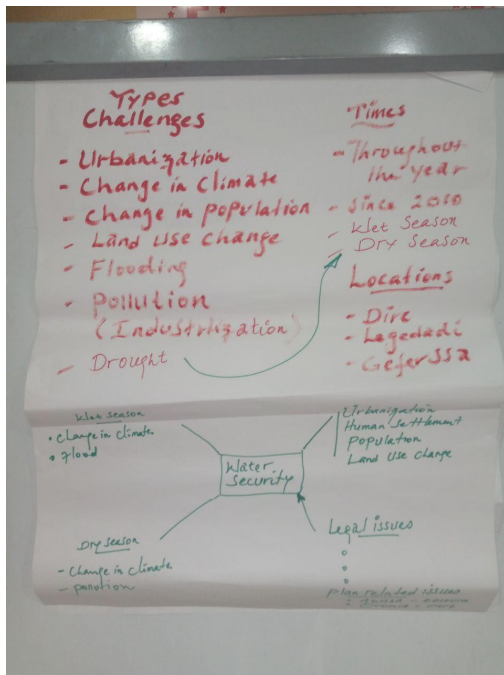 Types
Challenges
- Urbanization
- Change in Climate
- Change in population
- Land use change
- Flooding
- Pollution
(Industrilization)
- Drought
Times
- Throughout
the year
- Since 2010
- Wet Season
- Dry Season
Locations
- Dire
- Legedadi
- Geferssa
Wet season
• Change in climate
• Flood
Urbanization
Human Settlement
Population
Land Use change
Water
Security
Dry season
- Change in climate
- pollution
Legal issues
Plan related issues